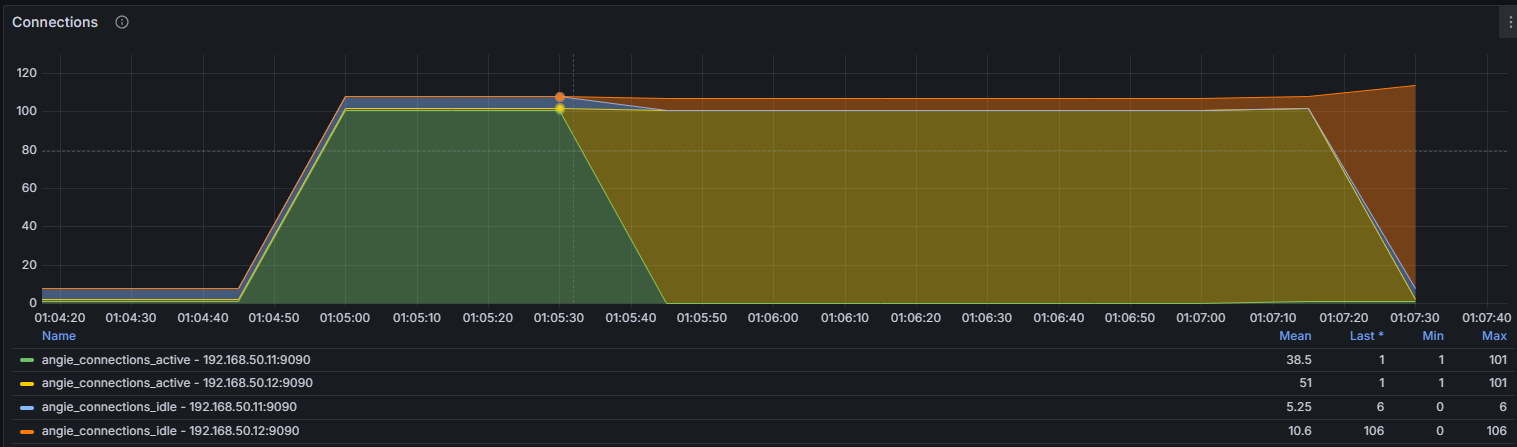 Connections
120
100
80
60
40
20
0
01:04:20 01:04:30 01:04:40 01:04:50 01:05:00 01:05:10 01:05:20 01:05:30 01:05:40 01:05:50 01:06:00 01:06:10 01:06:20 01:06:30 01:06:40 01:06:50 01:07:00 01:07:10 01:07:20 01:07:30 01:07:40
Name Mean Last * Min Max
angie_connections_active - 192.168.50.11:9090 38.5 1 1 101
angie_connections_active - 192.168.50.12:9090 51 1 1 101
angie_connections_idle - 192.168.50.11:9090 5.25 6 0 6
angie_connections_idle - 192.168.50.12:9090 10.6 106 0 106